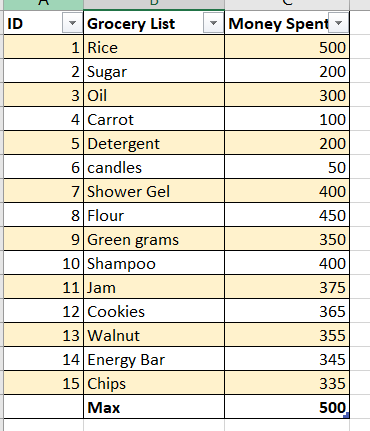 A B C
ID Grocery List Money Spent
1 Rice 500
2 Sugar 200
3 Oil 300
4 Carrot 100
5 Detergent 200
6 candles 50
7 Shower Gel 400
8 Flour 450
9 Green grams 350
10 Shampoo 400
11 Jam 375
12 Cookies 365
13 Walnut 355
14 Energy Bar 345
15 Chips 335
Max 500